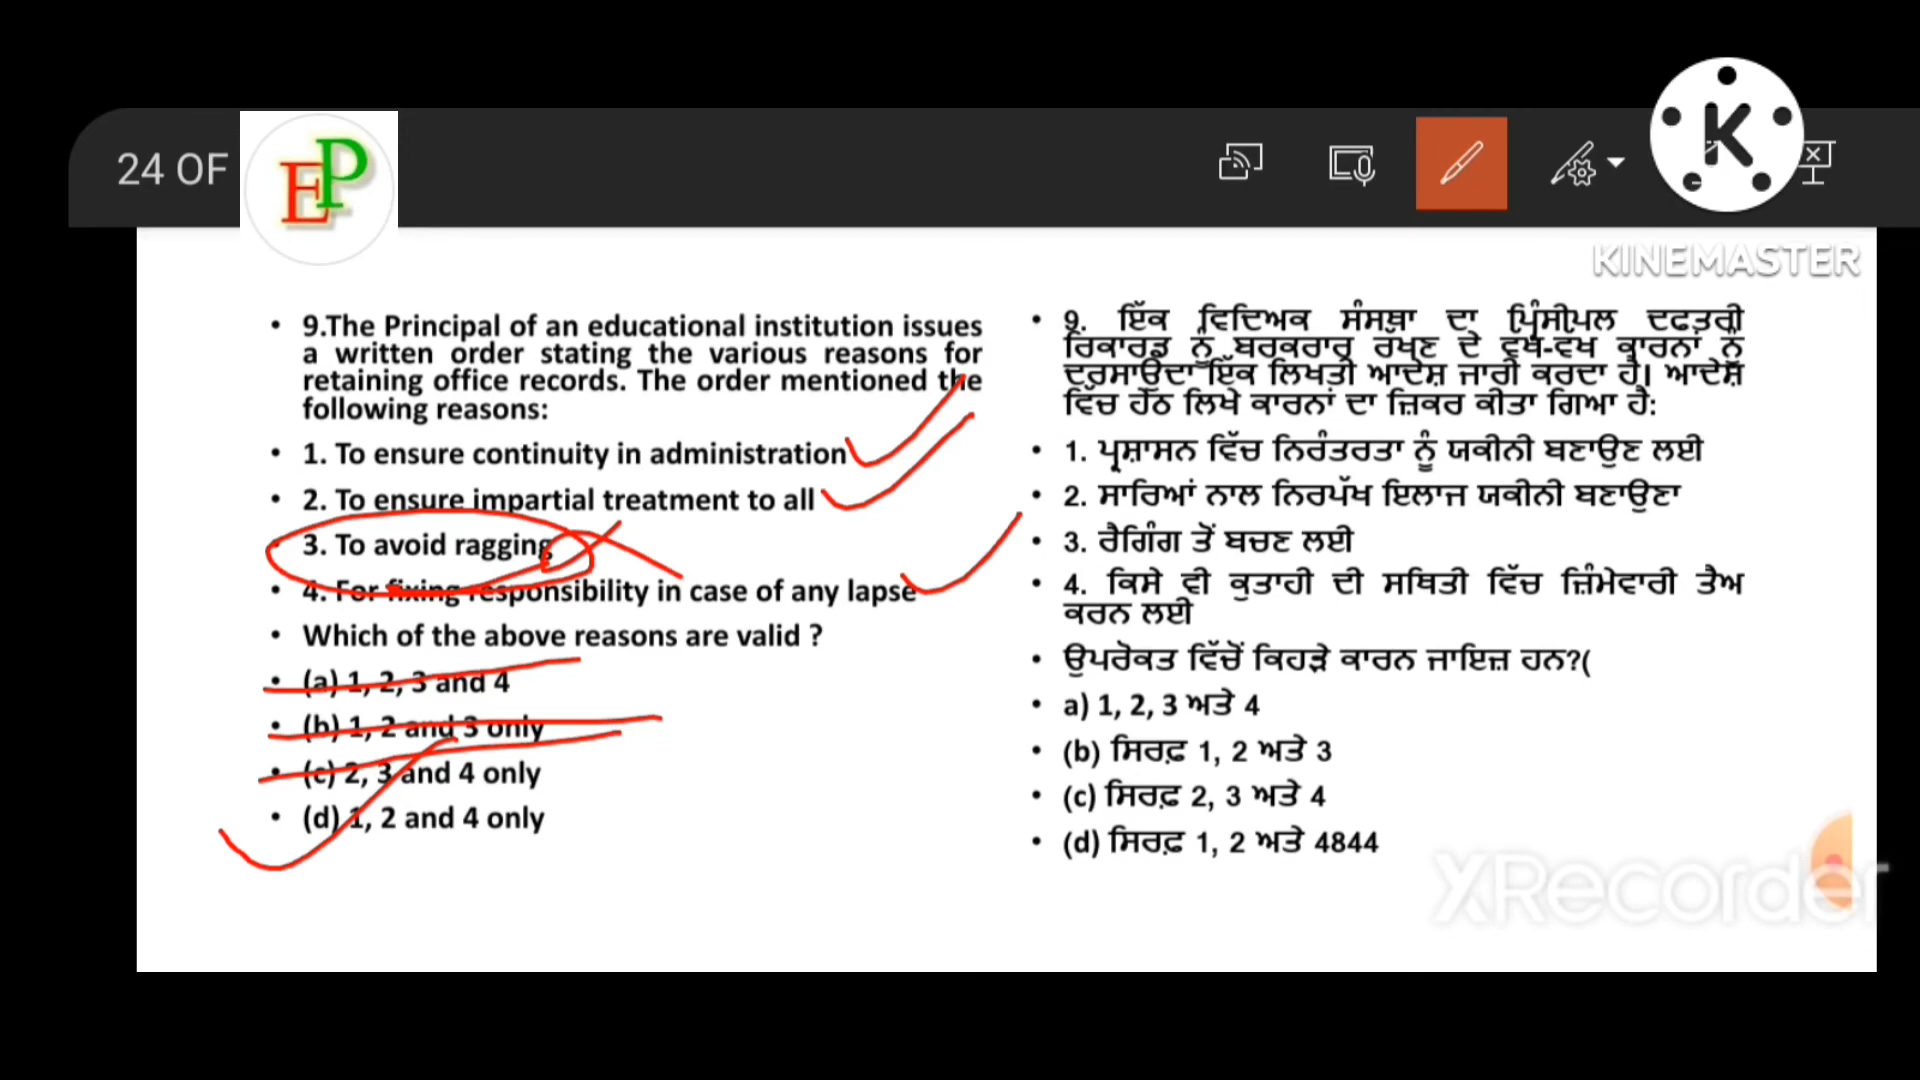 24 OF
EP
K
KINEMASTER
9.The Principal of an educational institution issues
a written order stating the various reasons for
retaining office records. The order mentioned the
following reasons:
1. To ensure continuity in administration
2. To ensure impartial treatment to all
3. To avoid ragging
4. For fixing responsibility in case of any lapse
Which of the above reasons are valid ?
(a) 1, 2, 3 and 4
(b) 1, 2 and 3 only
(c) 2, 3 and 4 only
(d) 1, 2 and 4 only
9. ਇੱਕ ਵਿਦਿਅਕ ਸੰਸਥਾ ਦਾ ਪ੍ਰਿੰਸੀਪਲ ਦਫਤਰੀ
ਰਿਕਾਰਡ ਨੂੰ ਬਰਕਰਾਰ ਰੱਖਣ ਦੇ ਵੱਖ-ਵੱਖ ਕਾਰਨਾਂ ਨੂੰ
ਦਰਸਾਉਂਦਾ ਇੱਕ ਲਿਖਤੀ ਆਦੇਸ਼ ਜਾਰੀ ਕਰਦਾ ਹੈ। ਆਦੇਸ਼
ਵਿੱਚ ਹੇਠ ਲਿਖੇ ਕਾਰਨਾਂ ਦਾ ਜ਼ਿਕਰ ਕੀਤਾ ਗਿਆ ਹੈ:
1. ਪ੍ਰਸ਼ਾਸਨ ਵਿੱਚ ਨਿਰੰਤਰਤਾ ਨੂੰ ਯਕੀਨੀ ਬਣਾਉਣ ਲਈ
2. ਸਾਰਿਆਂ ਨਾਲ ਨਿਰਪੱਖ ਇਲਾਜ ਯਕੀਨੀ ਬਣਾਉਣਾ
3. ਰੈਗਿੰਗ ਤੋਂ ਬਚਣ ਲਈ
4. ਕਿਸੇ ਵੀ ਕੁਤਾਹੀ ਦੀ ਸਥਿਤੀ ਵਿੱਚ ਜ਼ਿੰਮੇਵਾਰੀ ਤੈਅ
ਕਰਨ ਲਈ
ਉਪਰੋਕਤ ਵਿੱਚੋਂ ਕਿਹੜੇ ਕਾਰਨ ਜਾਇਜ਼ ਹਨ?(
a) 1, 2, 3 ਅਤੇ 4
(b) ਸਿਰਫ਼ 1, 2 ਅਤੇ 3
(c) ਸਿਰਫ਼ 2, 3 ਅਤੇ 4
(d) ਸਿਰਫ਼ 1, 2 ਅਤੇ 4844
XRecorder